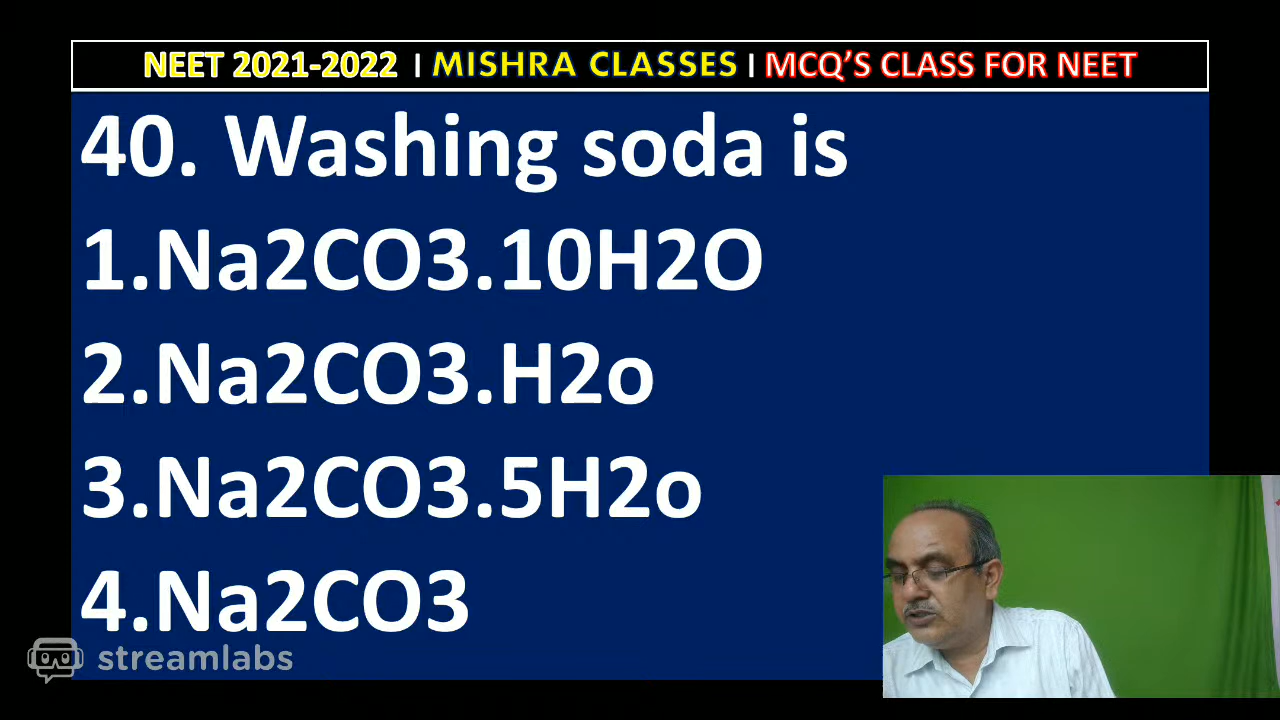 NEET 2021-2022 | MISHRA CLASSES | MCQ'S CLASS FOR NEET
40. Washing soda is
1.Na2CO3.10H2O
2.Na2CO3.H2o
3.Na2CO3.5H2o
4.Na2CO3
streamlabs